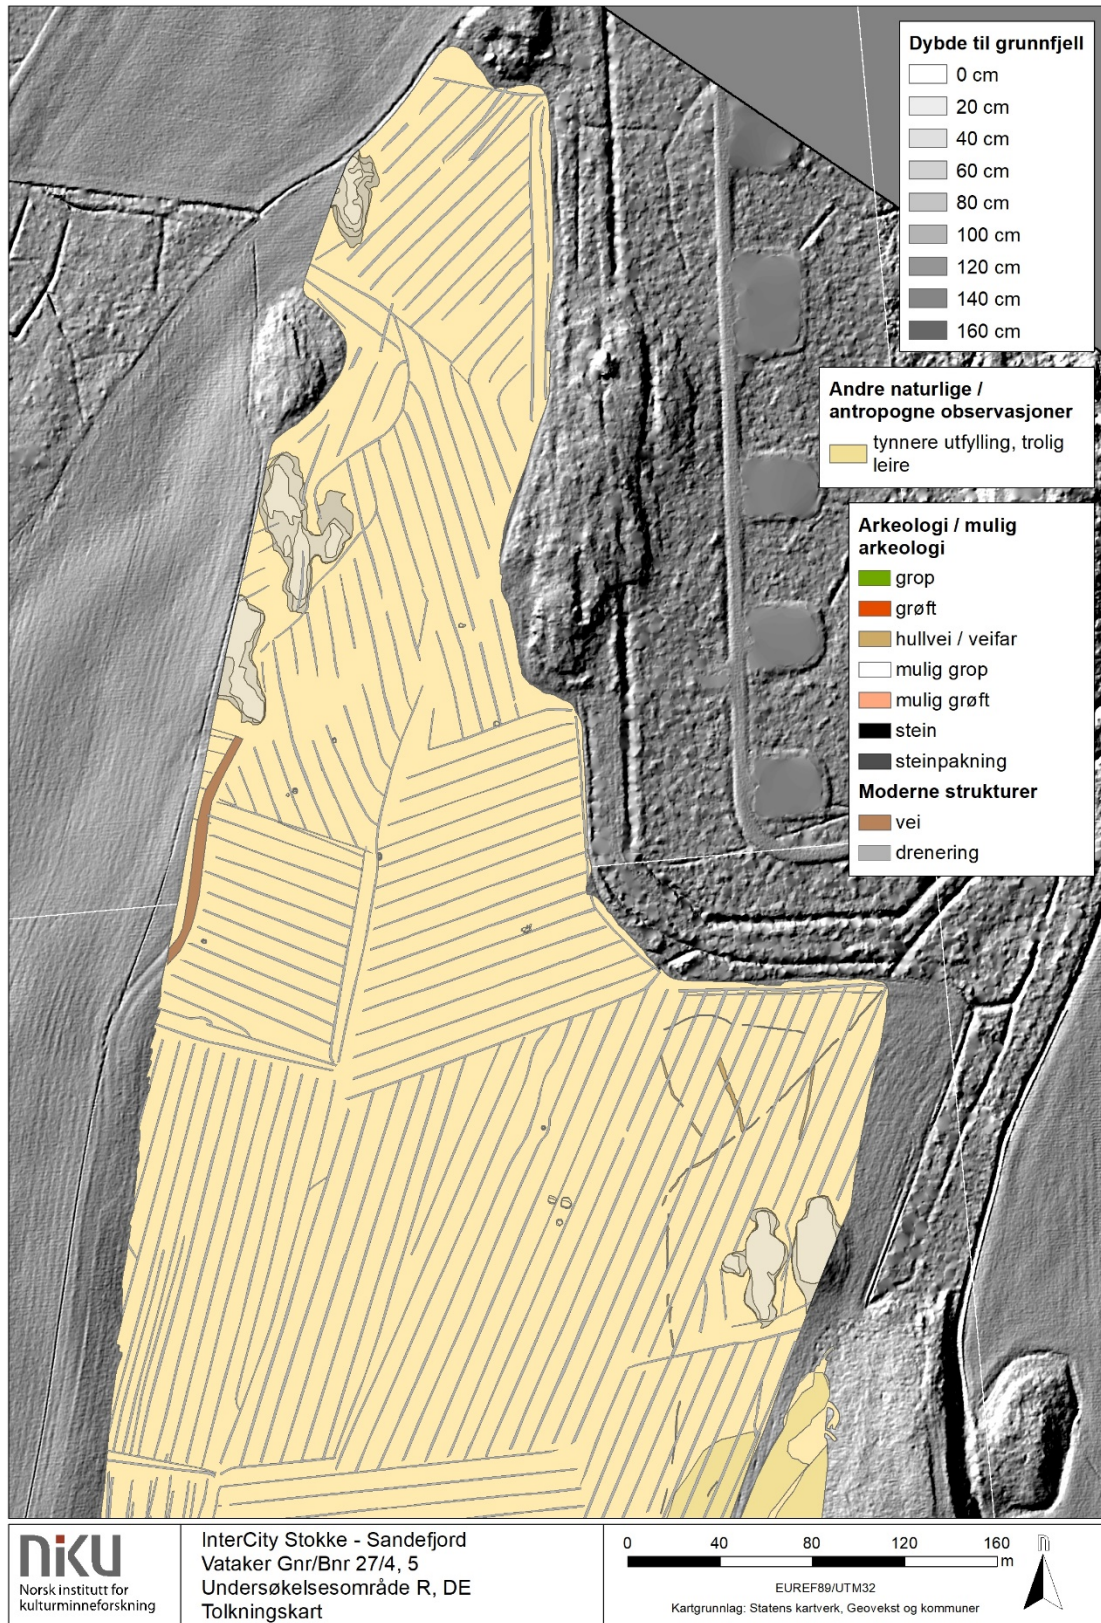 Dybde til grunnfjell
0 cm
20 cm
40 cm
60 cm
80 cm
100 cm
120 cm
140 cm
160 cm
Andre naturlige /
antropogne observasjoner
tynnere utfylling, trolig
leire
Arkeologi / mulig
arkeologi
grop
grøft
hullvei / veifar
mulig grop
mulig grøft
stein
steinpakning
Moderne strukturer
vei
drenering
niku
Norsk institutt for
kulturminneforskning
InterCity Stokke - Sandefjord
Vataker Gnr/Bnr 27/4, 5
Undersøkelsesområde R, DE
Tolkningskart
0 40 80 120 160
m
EUREF89/UTM32
Kartgrunnlag: Statens kartverk, Geovekst og kommuner
n